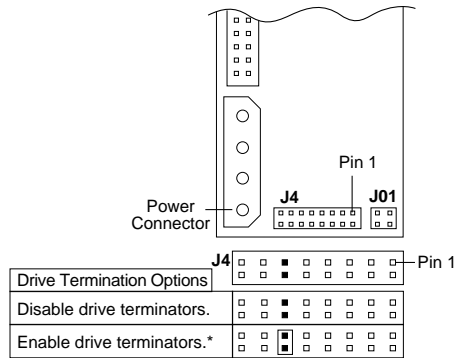 Pin 1
J4
J01
Power
Connector
J4
Pin 1
Drive Termination Options
Disable drive terminators.
Enable drive terminators.*